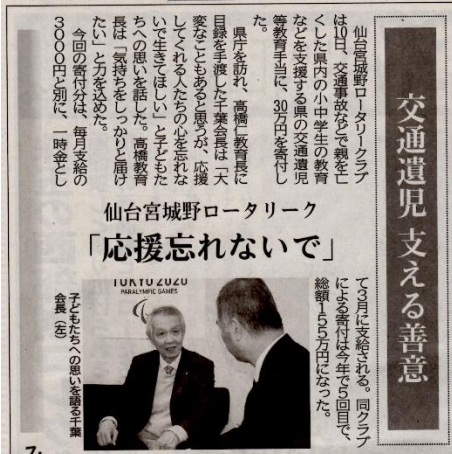 交通遺児 支える善意
仙台宮城野ロータリーク
「応援忘れないで」
仙台宮城野ロータリークラブ
は10日、交通事故などで親を亡
くした県内の小中学生の教育
などを支援する県の交通遺児
等教育手当に、30万円を寄付し
た。
県庁を訪れ、高橋仁教育長に
目録を手渡した千葉会長は「大
変なこともあると思うが、応援
してくれる人たちの心を忘れな
いで生きてほしい」と子どもた
ちへの思いを話した。高橋教育
長は「気持ちをしっかりと届け
たい」と力を込めた。
今回の寄付分は、毎月支給の
3000円と別に、一時金とし
て3月に支給される。同クラブ
による寄付は今年で5回目で、
総額155万円になった。
TOKYO 2020
PARALYMPIC GAMES
子どもたちへの思いを語る千葉
会長（左）